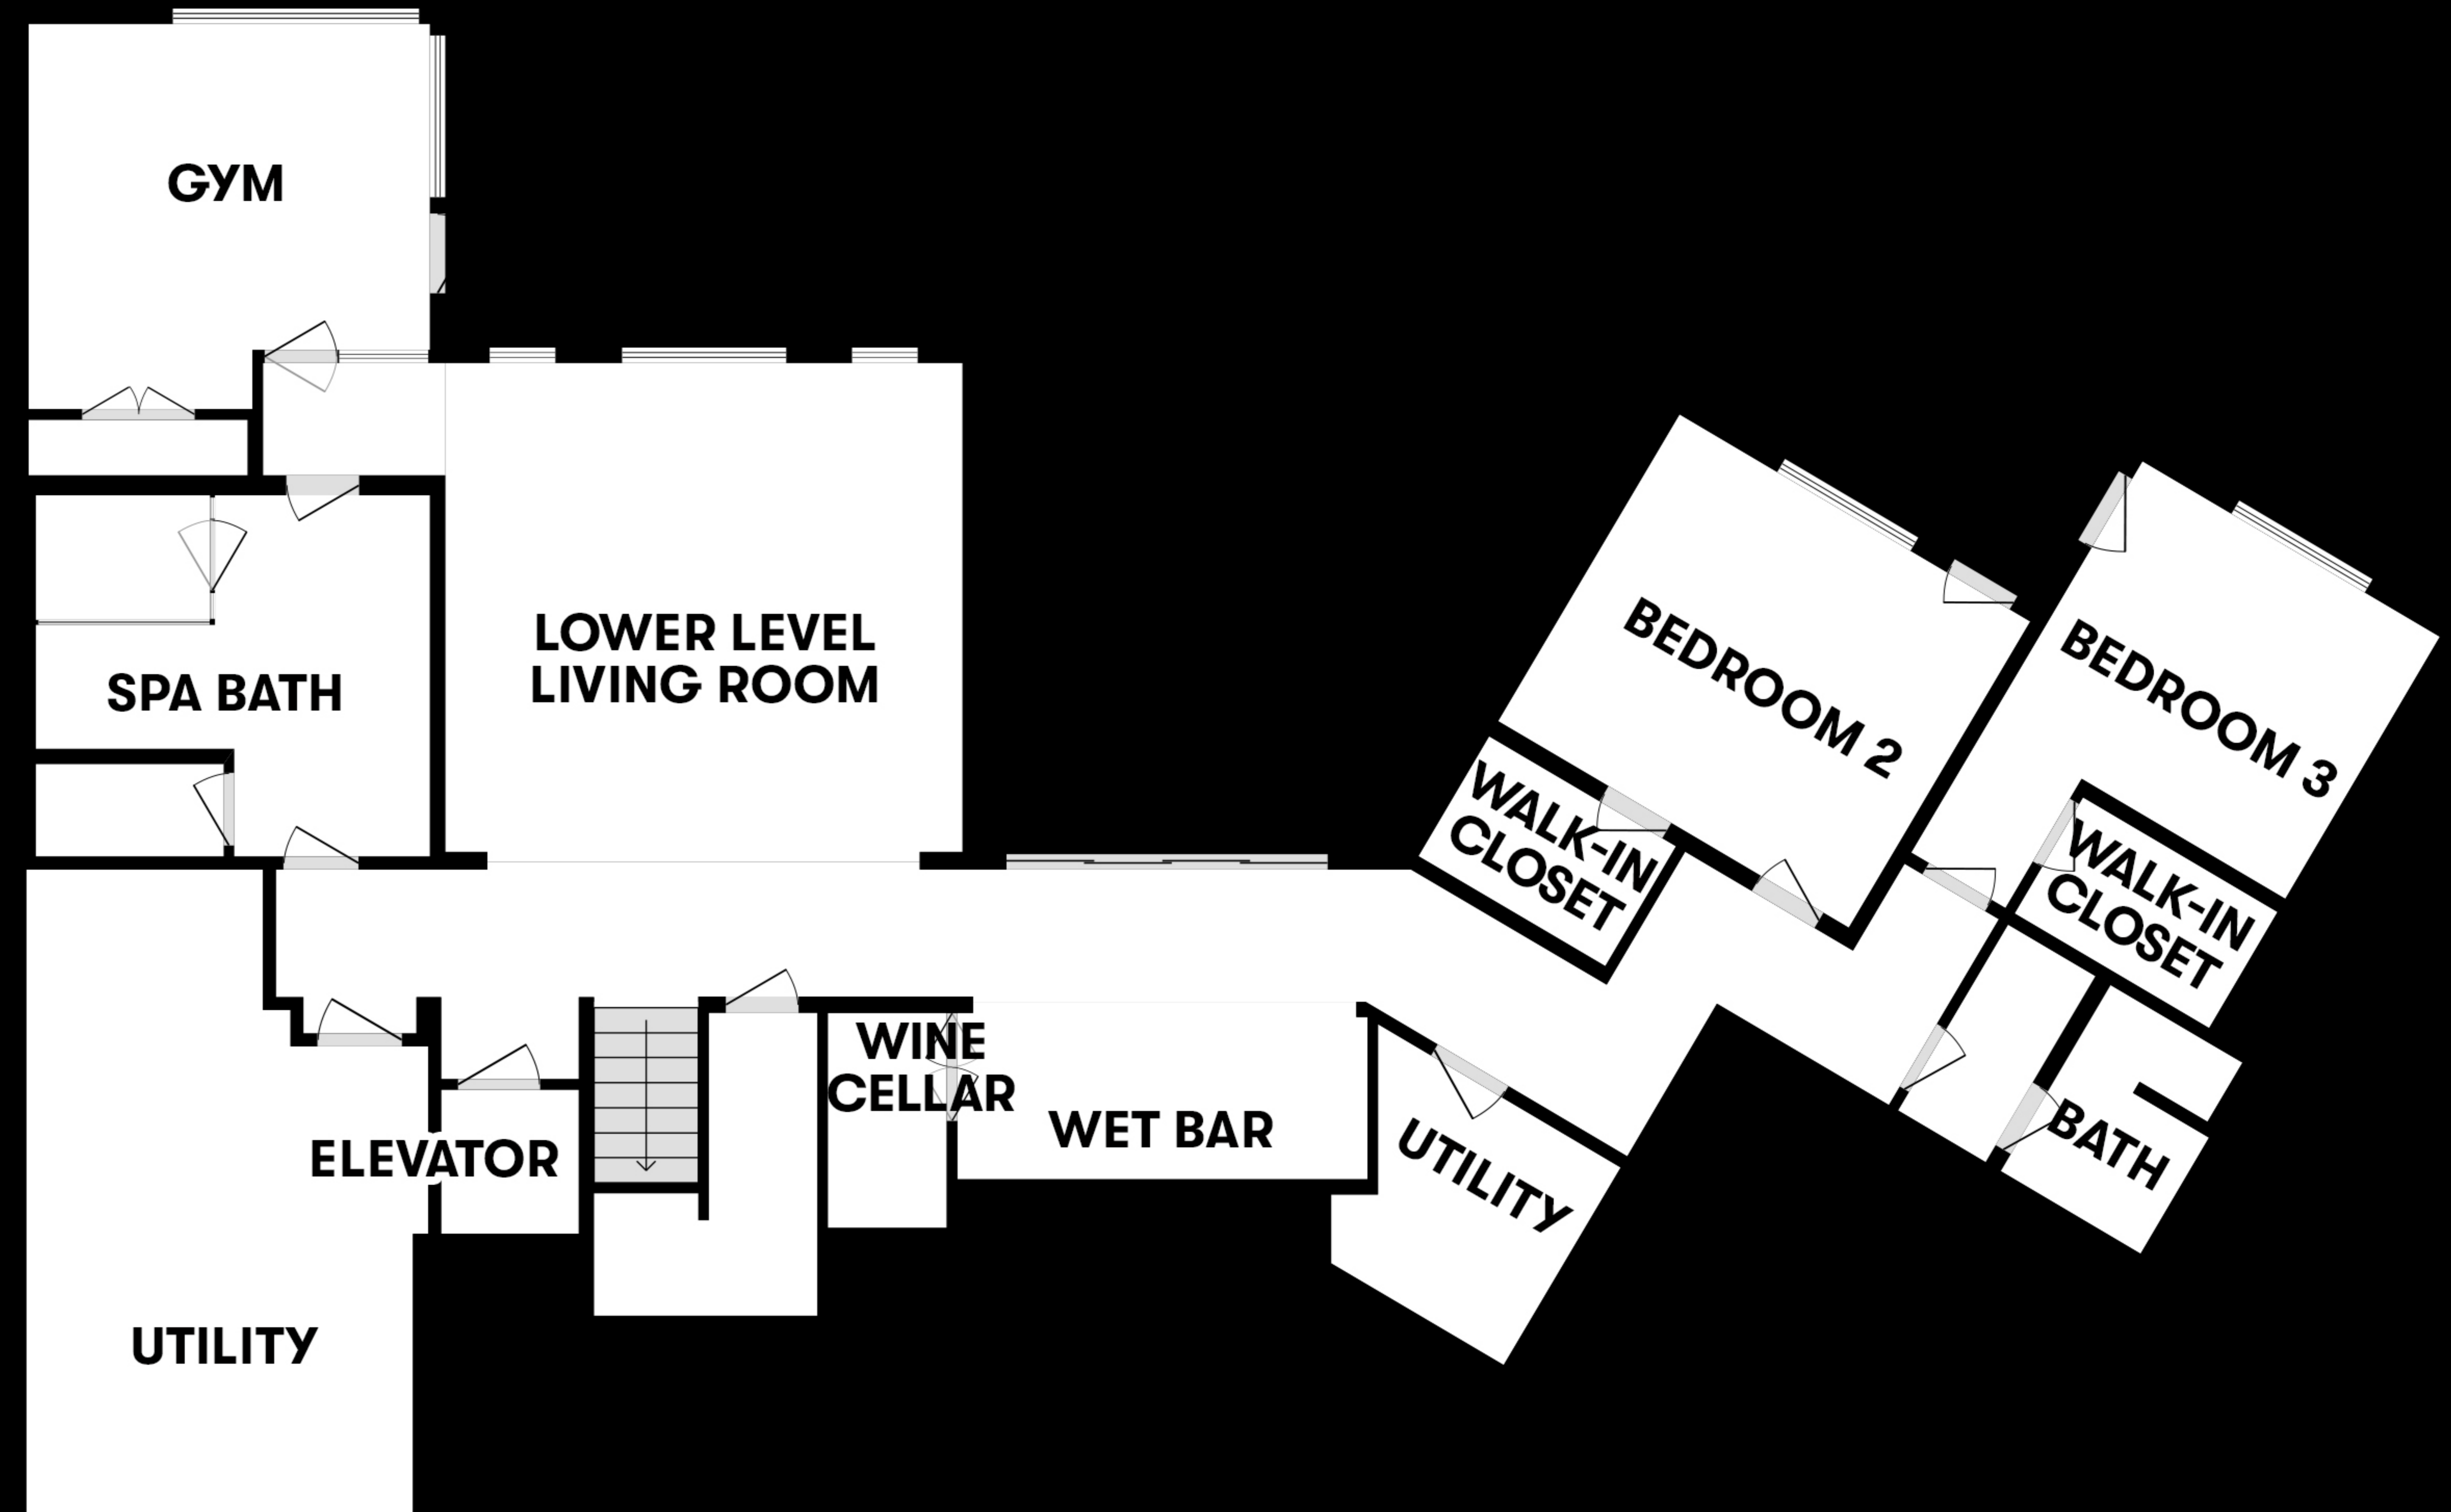 GYM
LOWER LEVEL
LIVING ROOM
SPA BATH
BEDROOM 2
BEDROOM 3
WALK-IN
CLOSET
WALK-IN
CLOSET
WINE
CELLAR
WET BAR
ELEVATOR
UTILITY
BATH
UTILITY